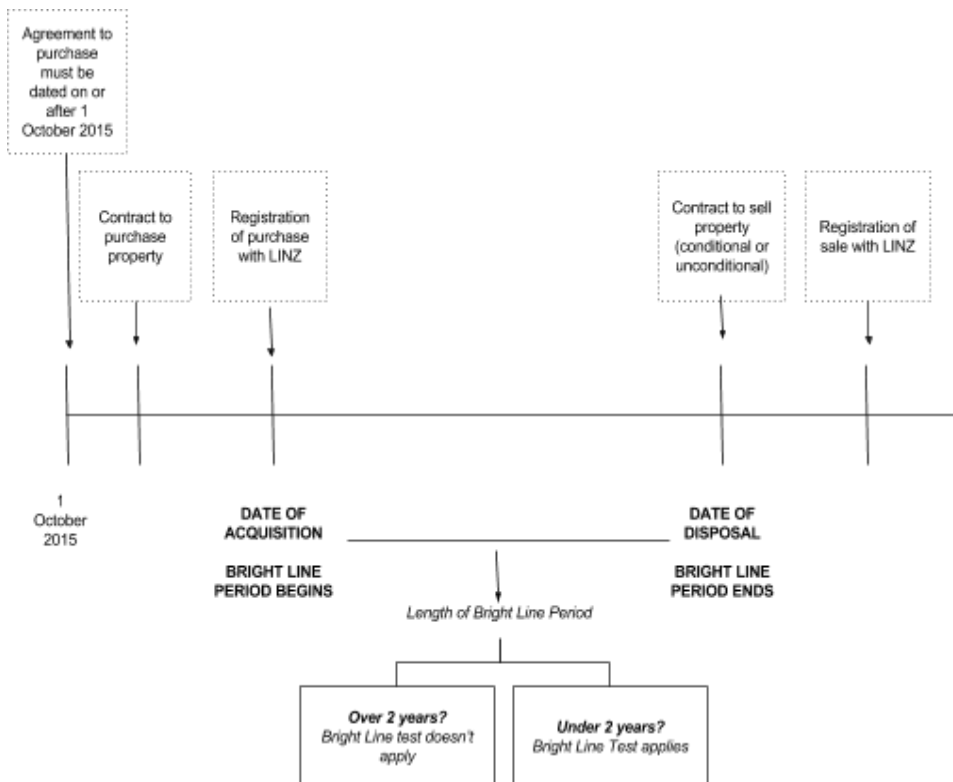 Agreement to
purchase
must be
dated on or
after 1
October 2015
Contract to
purchase
property
Registration
of purchase
with LINZ
Contract to sell
property
(conditional or
unconditional)
Registration of
sale with LINZ
1
October
2015
DATE OF
ACQUISITION
BRIGHT LINE
PERIOD BEGINS
DATE OF
DISPOSAL
BRIGHT LINE
PERIOD ENDS
Length of Bright Line Period
Over 2 years?
Bright Line test doesn't
apply
Under 2 years?
Bright Line Test applies